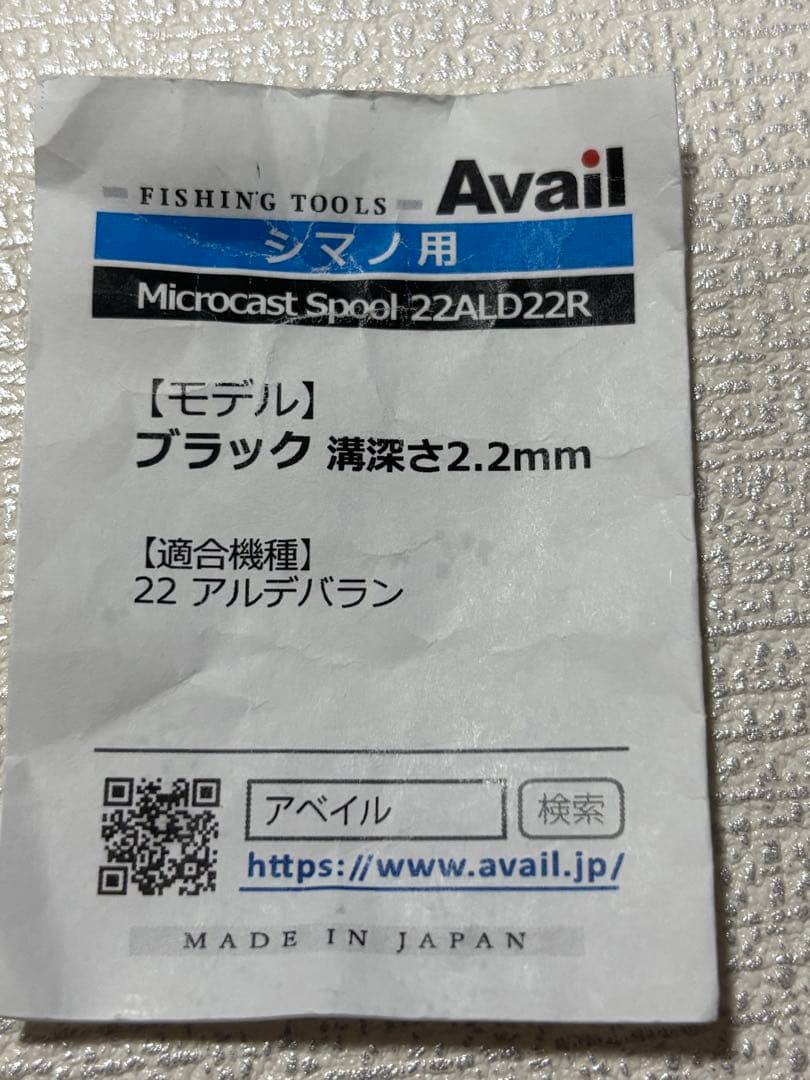 FISHING TOOLS Avail
シマノ用
Microcast Spool 22ALD22R
【モデル】
ブラック 溝深さ2.2mm
【適合機種】
22 アルデバラン
アベイル 検索
https://www.avail.jp/
MADE IN JAPAN